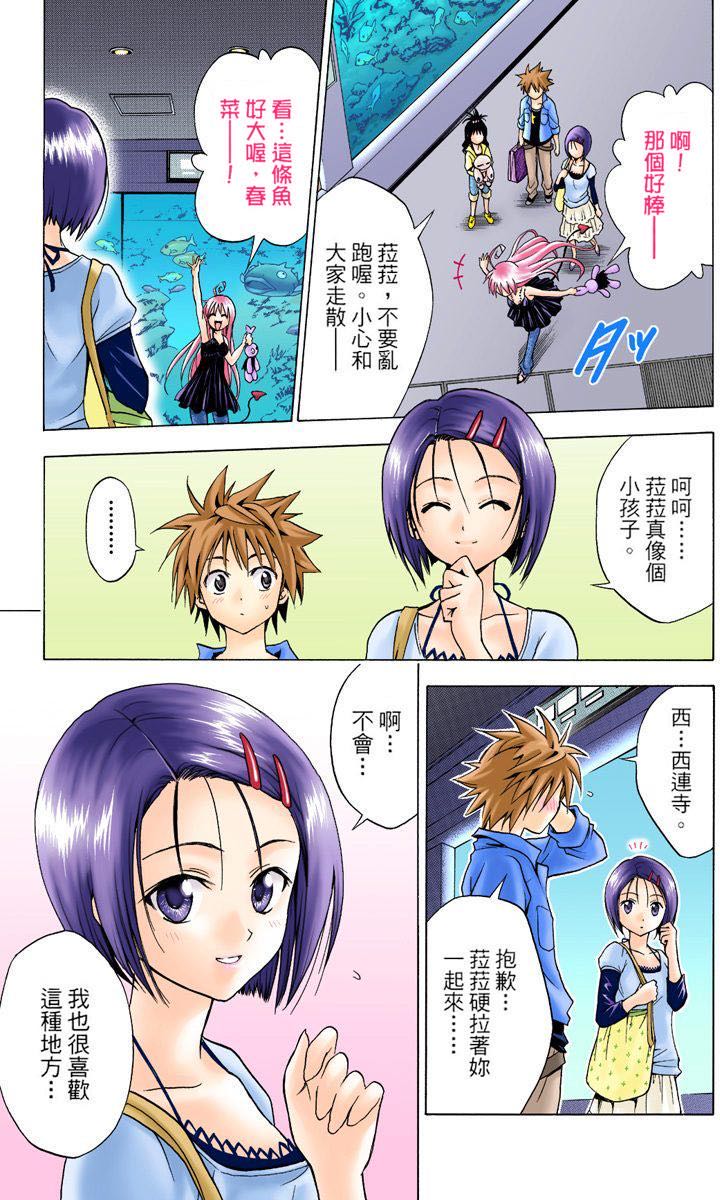 啊！
那個好棒——
菈菈，不要亂
跑喔。小心和
大家走散——
タッ
看…這條魚
好大喔，春
菜——！
呵呵……
菈菈真像個
小孩子。
………
西…西連寺。
抱歉…
菈菈硬拉著妳
一起來……
啊…
不會…
我也很喜歡
這種地方…